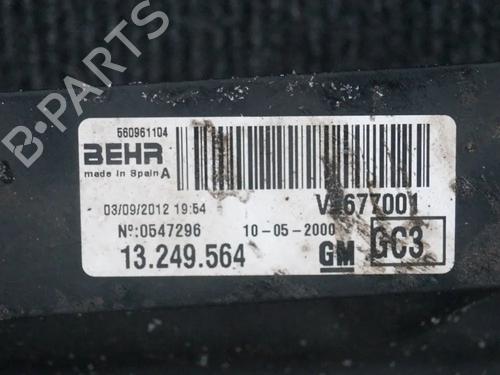 B-PARTS
560961104
BEHR
made in Spain A
03/09/2012 19:54
Nº:0547296
10-05-2000
13.249.564
GM
GC3